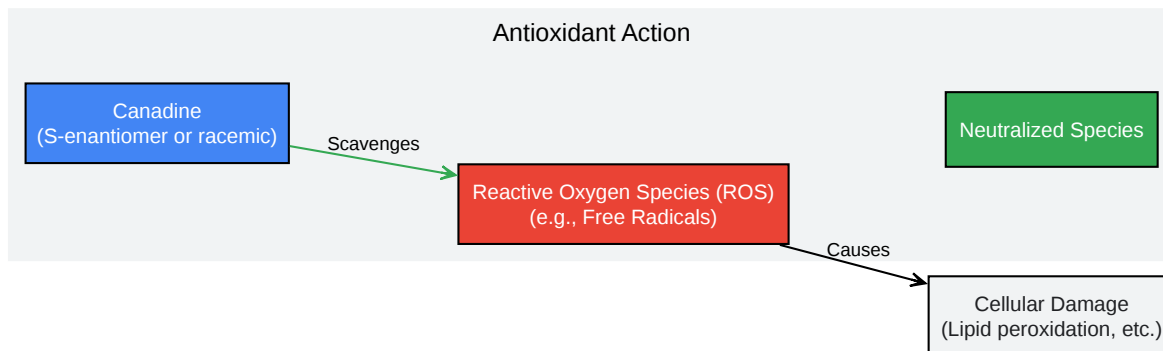 Antioxidant Action
Canadine
(S-enantiomer or racemic)
Scavenges
Neutralized Species
Reactive Oxygen Species (ROS)
(e.g., Free Radicals)
Causes
Cellular Damage
(Lipid peroxidation, etc.)